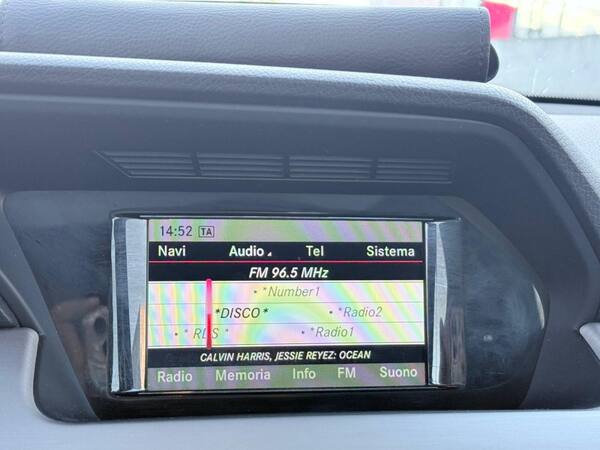 14:52 TA
Navi Audio Tel Sistema
FM 96.5 MHz
• *Number1
*DISCO* • *Radio2
• * RDS * • *Radio1
CALVIN HARRIS, JESSIE REYEZ: OCEAN
Radio Memoria Info FM Suono